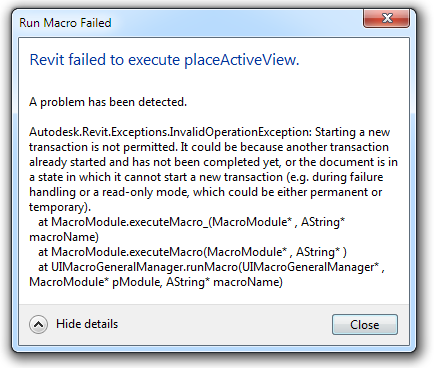 Run Macro Failed
Revit failed to execute placeActiveView.
A problem has been detected.
Autodesk.Revit.Exceptions.InvalidOperationException: Starting a new
transaction is not permitted. It could be because another transaction
already started and has not been completed yet, or the document is in
a state in which it cannot start a new transaction (e.g. during failure
handling or a read-only mode, which could be either permanent or
temporary).
at MacroModule.executeMacro_(MacroModule* , AString*
macroName)
at MacroModule.executeMacro(MacroModule* , AString* )
at UIMacroGeneralManager.runMacro(UIMacroGeneralManager* ,
MacroModule* pModule, AString* macroName)
Hide details
Close